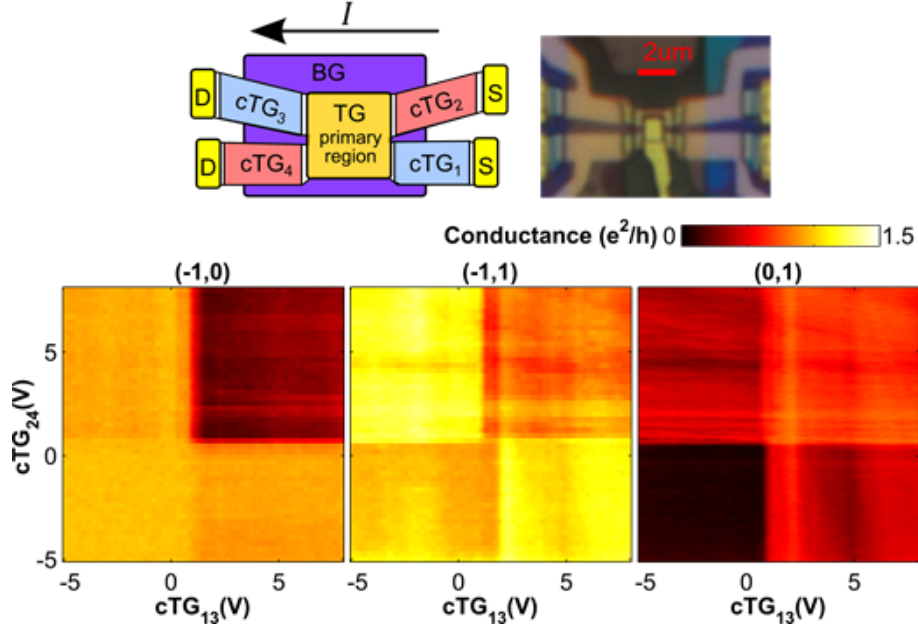 I
BG
D
cTG3
TG
primary
region
cTG2
S
D
cTG4
cTG1
S
2um
Conductance (e²/h) 0 1.5
(-1,0) (-1,1) (0,1)
cTG24(V)
5
0
-5
-5 0 5 -5 0 5 -5 0 5
cTG13(V) cTG13(V) cTG13(V)